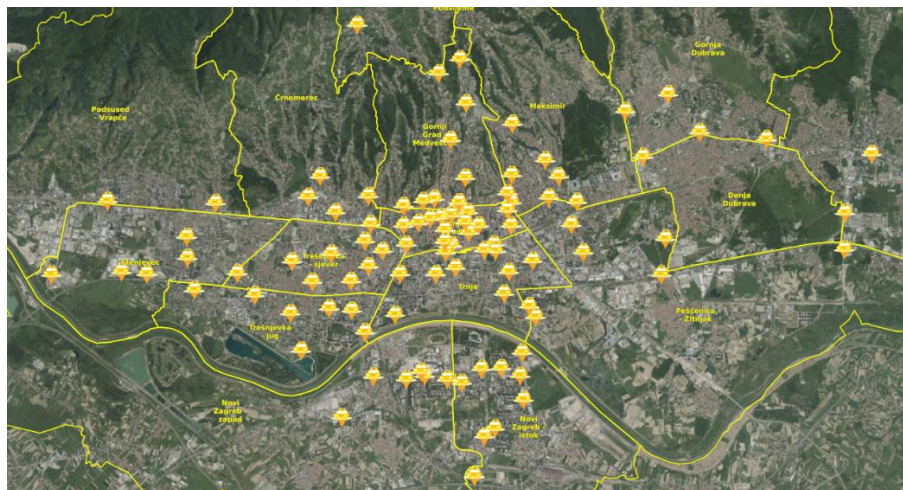 Podsljeme
Gornja
Dubrava
Črnomerec
Maksimir
Podsused
- Vrapče
Gornji
Grad
Medveščak
Donja
Dubrava
Stenjevec
Trešnjevka
- sjever
Trnje
Peščenica
- Žitnjak
Trešnjevka
- jug
Novi
Zagreb
- zapad
Novi
Zagreb
- istok